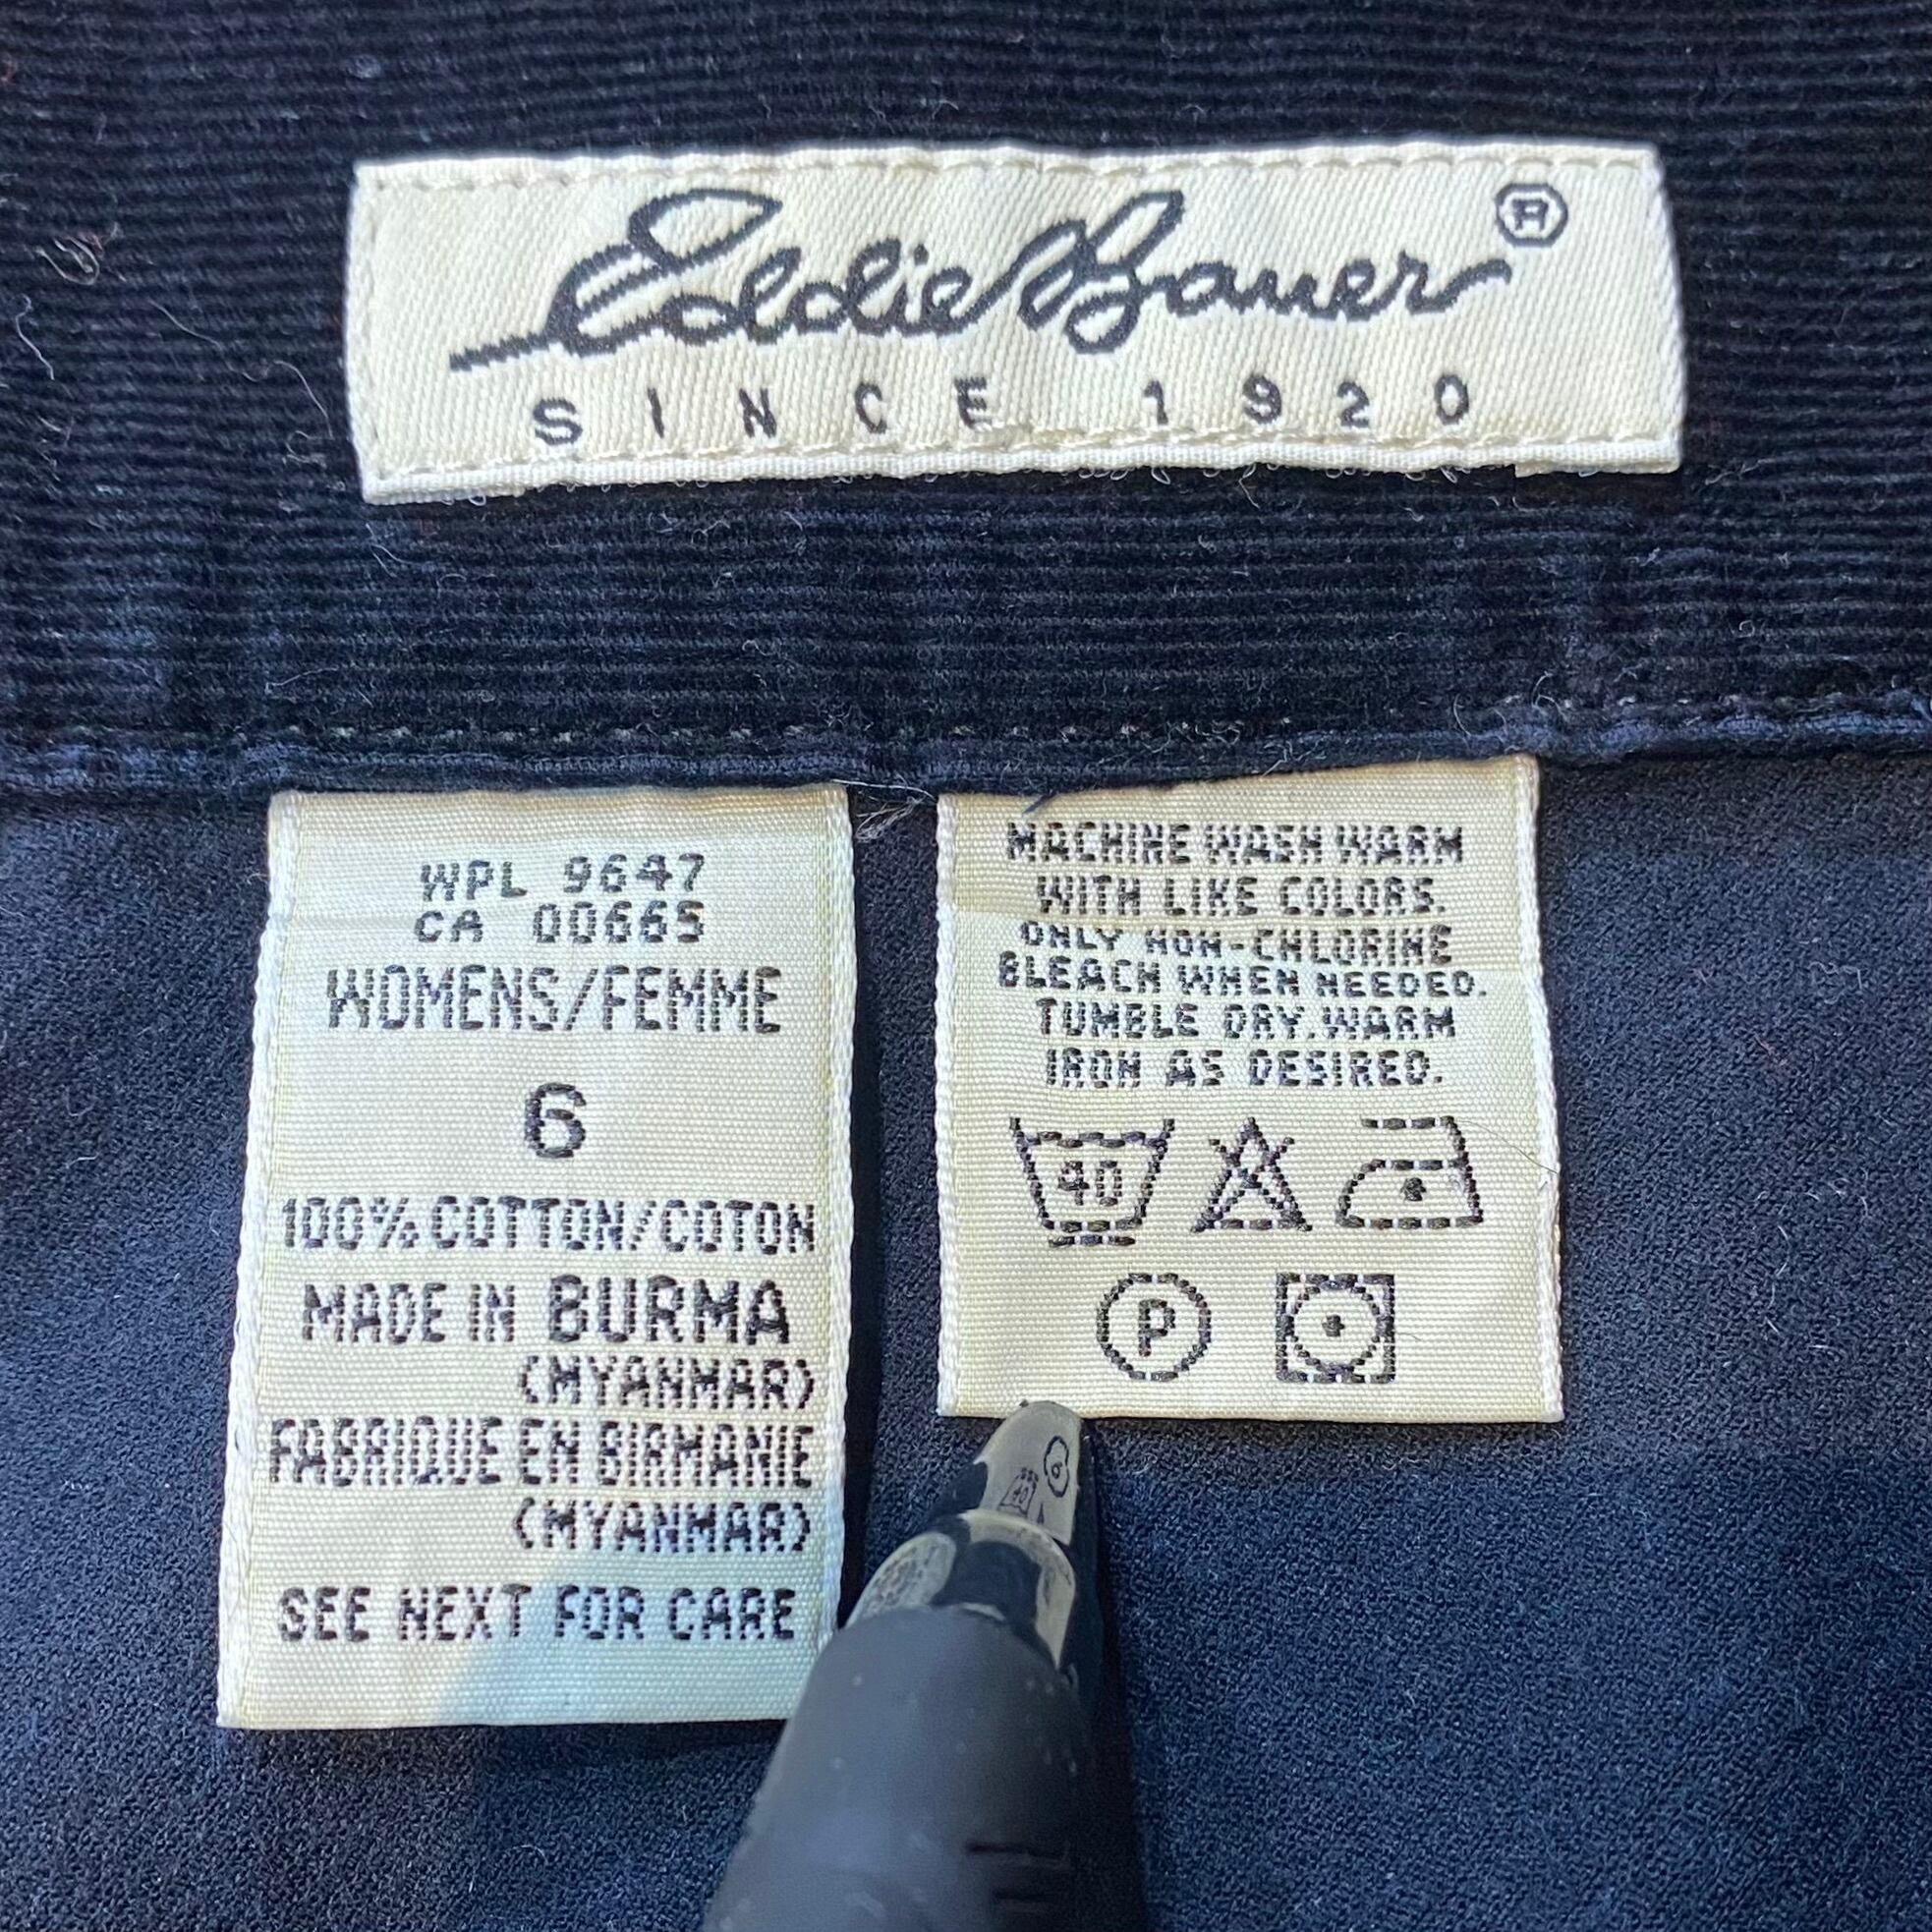 Eddie Bauer®
SINCE 1920
WPL 9647
CA 00665
WOMENS/FEMME
6
100% COTTON/COTON
MADE IN BURMA
(MYANMAR)
FABRIQUE EN BIRMANIE
(MYANMAR)
SEE NEXT FOR CARE
MACHINE WASH WARM
WITH LIKE COLORS.
ONLY NON-CHLORINE
BLEACH WHEN NEEDED.
TUMBLE DRY.WARM
IRON AS DESIRED.
40
P